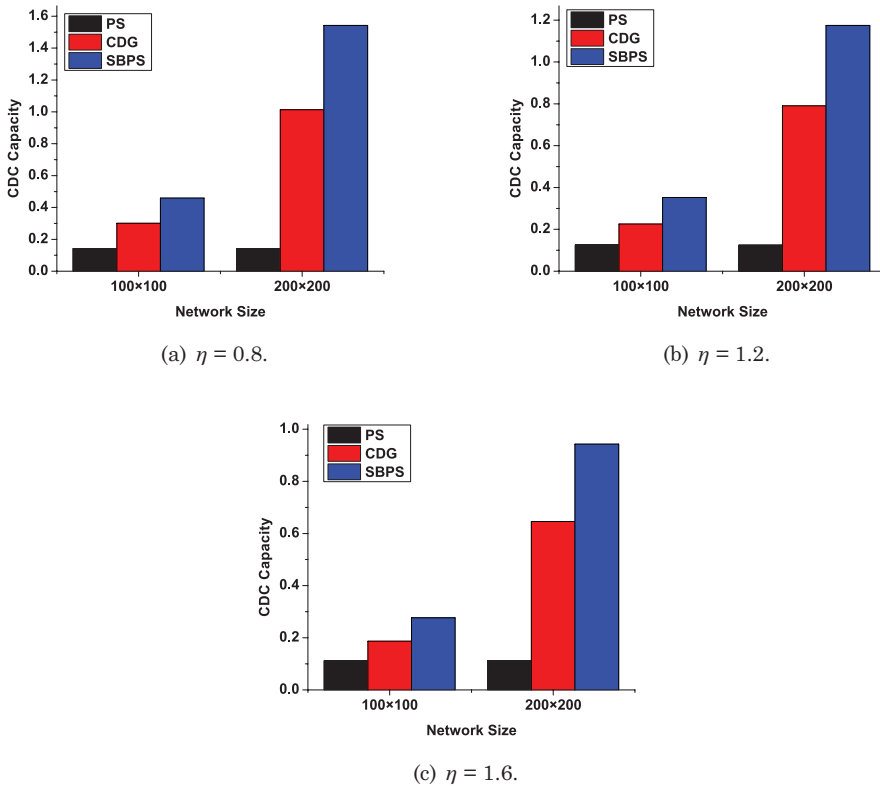 PS
CDG
SBPS
1.6
1.4
1.2
1.0
0.8
0.6
0.4
0.2
0.0
CDC Capacity
100×100
200×200
Network Size
(a) η = 0.8.
PS
CDG
SBPS
1.2
1.0
0.8
0.6
0.4
0.2
0.0
CDC Capacity
100×100
200×200
Network Size
(b) η = 1.2.
PS
CDG
SBPS
1.0
0.8
0.6
0.4
0.2
0.0
CDC Capacity
100×100
200×200
Network Size
(c) η = 1.6.